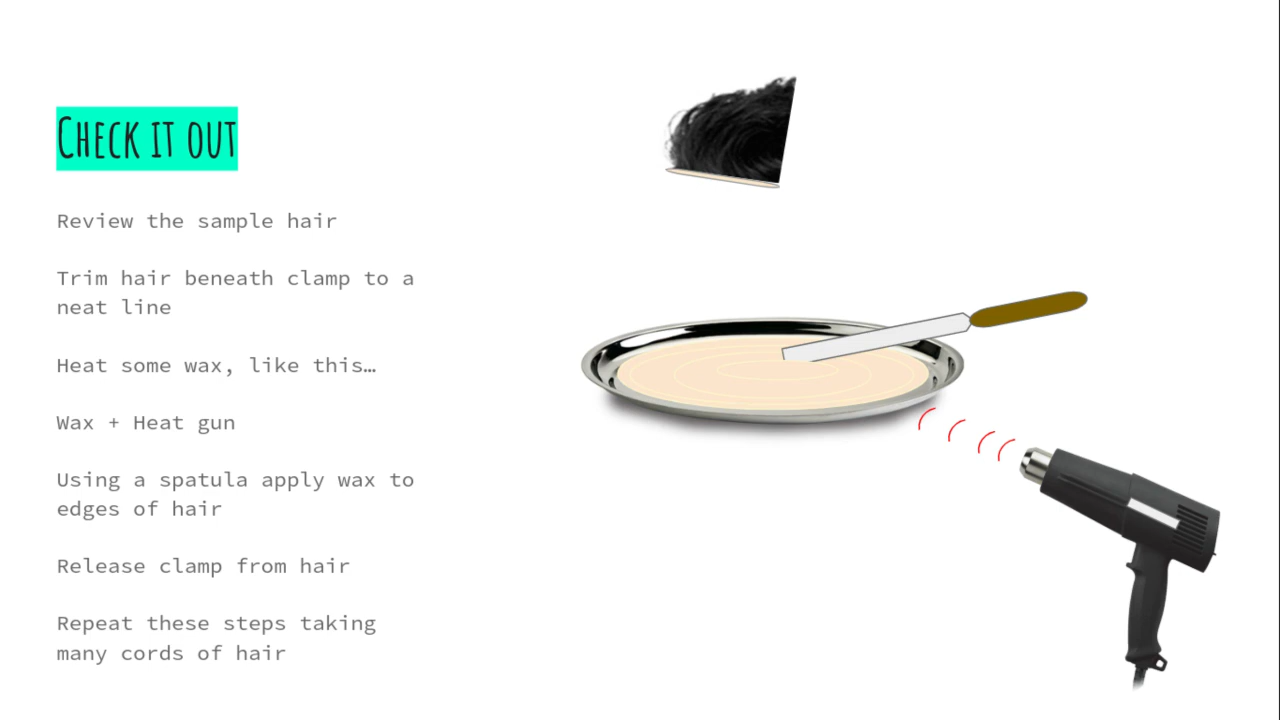 Check it out
Review the sample hair
Trim hair beneath clamp to a
neat line
Heat some wax, like this…
Wax + Heat gun
Using a spatula apply wax to
edges of hair
Release clamp from hair
Repeat these steps taking
many cords of hair